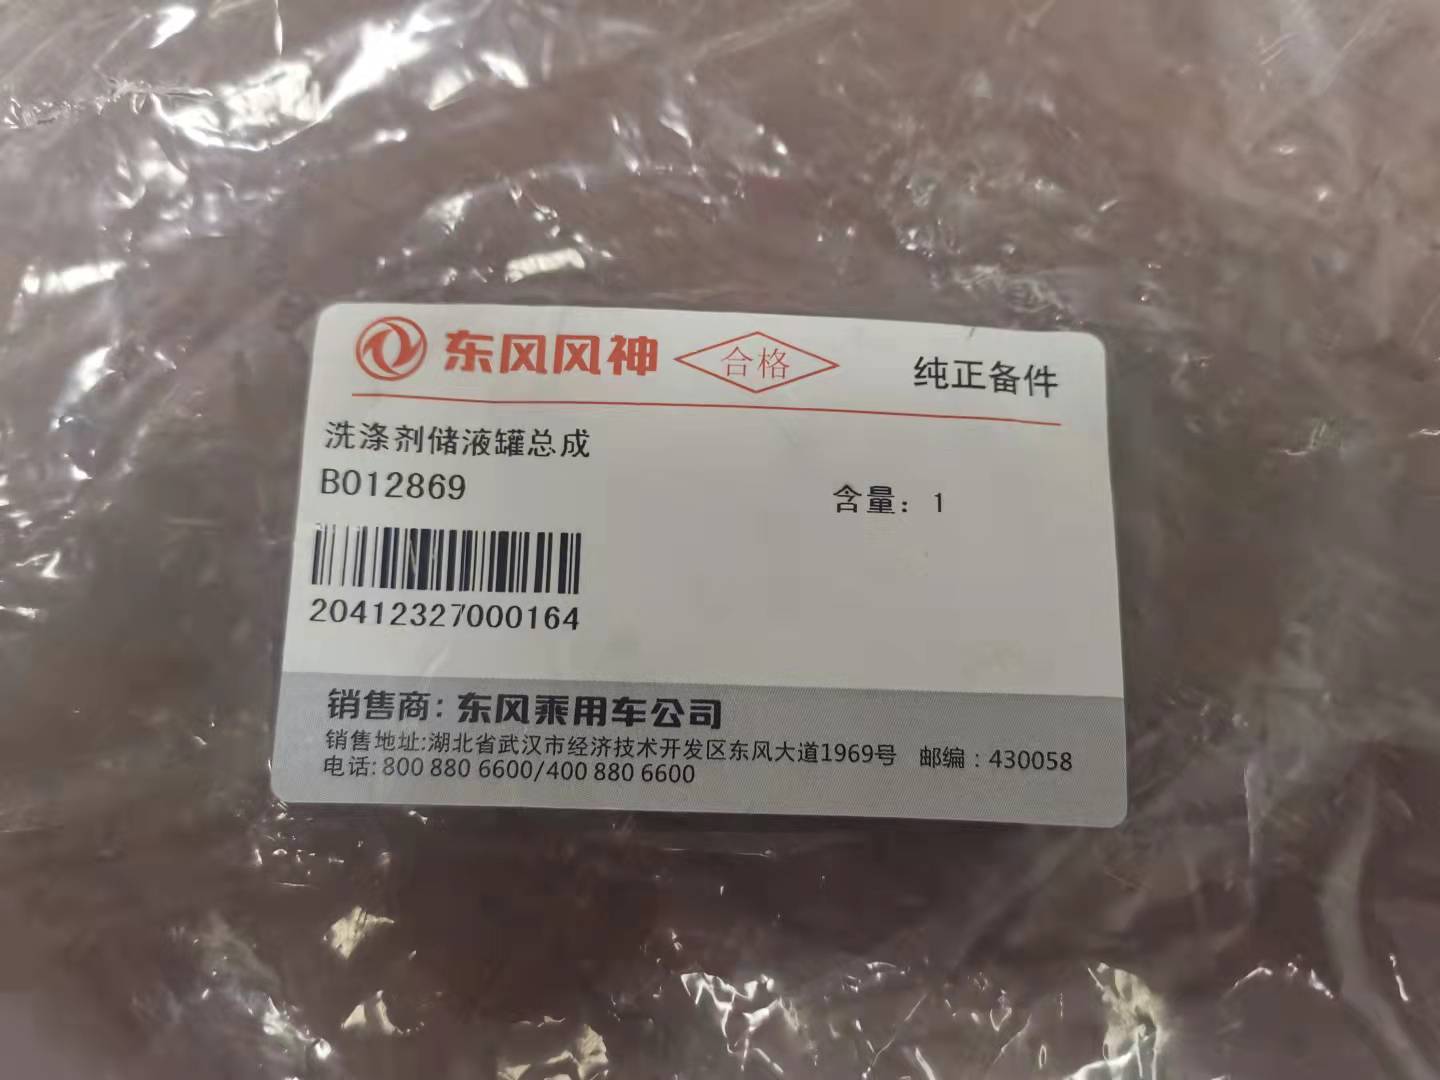 东风风神 合格 纯正备件
洗涤剂储液罐总成
B012869
含量：1
20412327000164
销售商：东风乘用车公司
销售地址:湖北省武汉市经济技术开发区东风大道1969号 邮编：430058
电话: 800 880 6600/400 880 6600